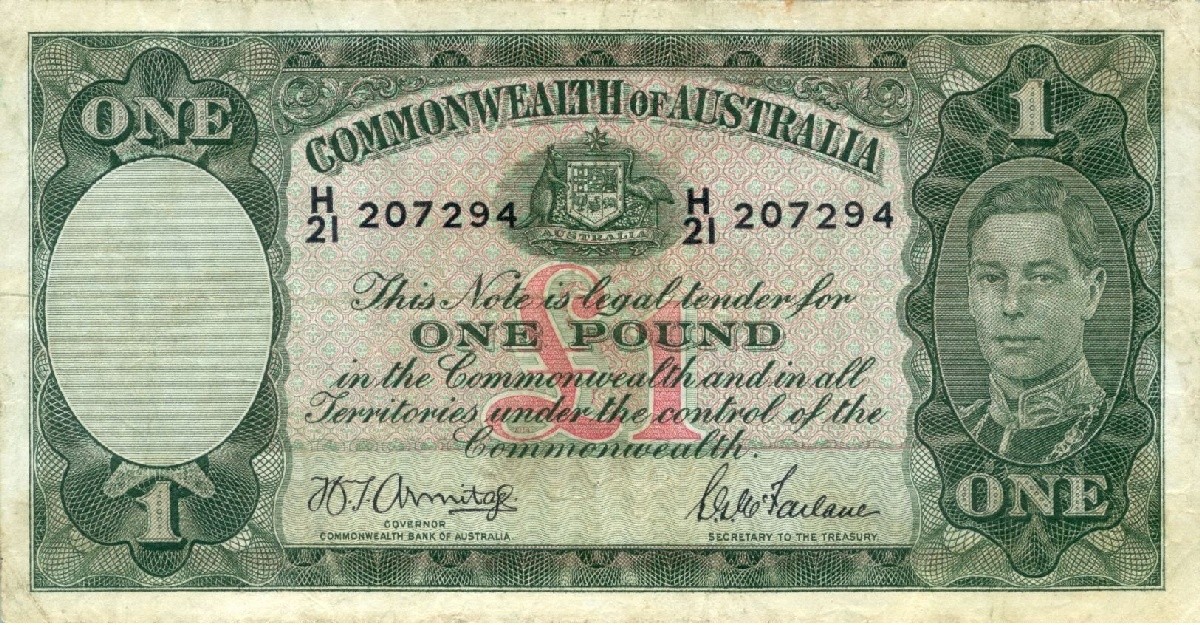 ONE
1
COMMONWEALTH OF AUSTRALIA
H
21 207294
H
21 207294
AUSTRALIA
This Note is legal tender for
ONE POUND
£1
in the Commonwealth and in all
Territories under the control of the
Commonwealth.
H.T. Armitage
GOVERNOR
COMMONWEALTH BANK OF AUSTRALIA
S.G. McFarlane
SECRETARY TO THE TREASURY.
1
ONE